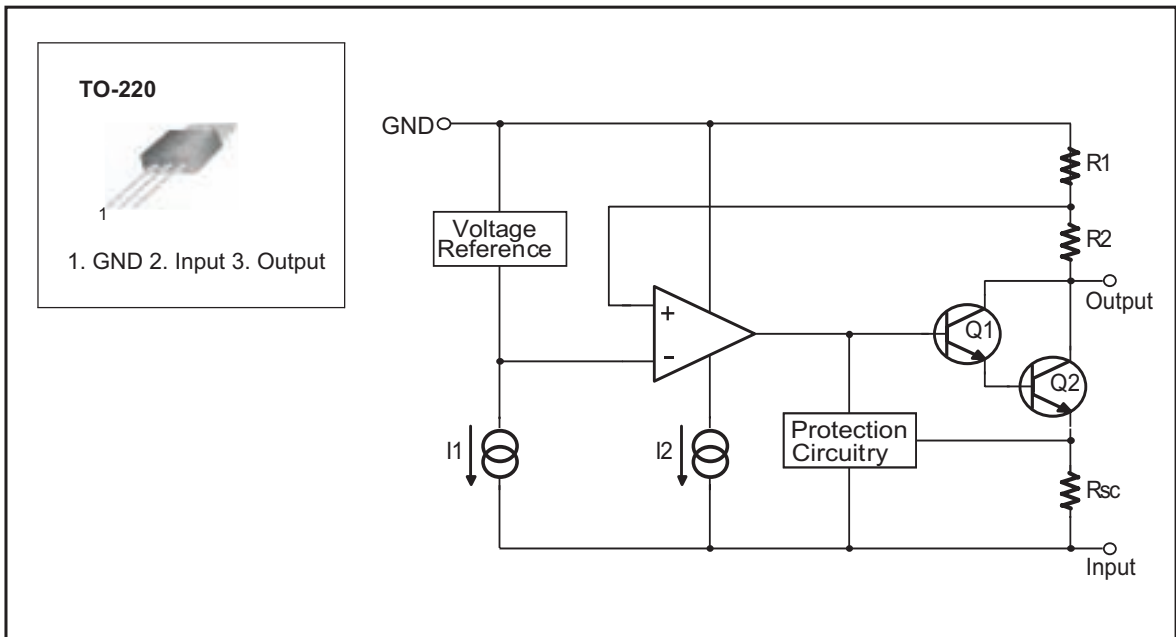 TO-220
1
1. GND 2. Input 3. Output
GND
R1
Voltage
Reference
R2
Output
+
-
Q1
Q2
I1
I2
Protection
Circuitry
Rsc
Input